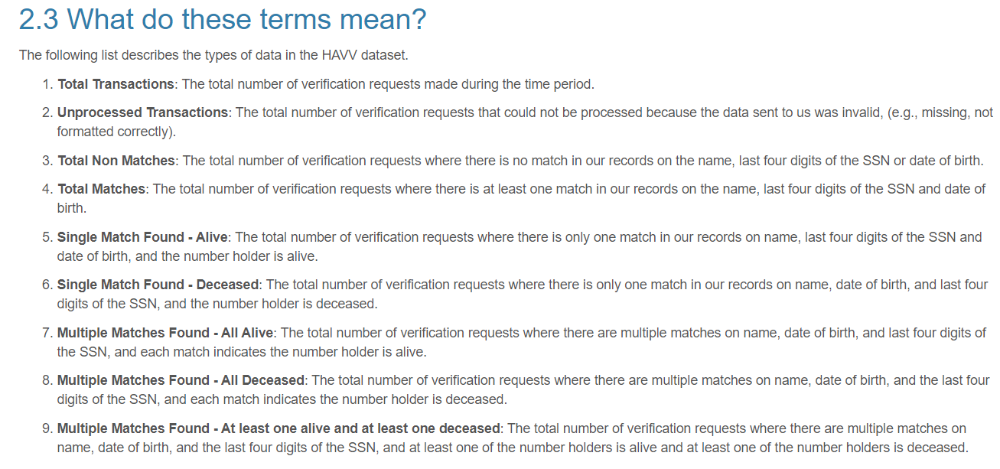 2.3 What do these terms mean?
The following list describes the types of data in the HAVV dataset.
1. Total Transactions: The total number of verification requests made during the time period.
2. Unprocessed Transactions: The total number of verification requests that could not be processed because the data sent to us was invalid, (e.g., missing, not
formatted correctly).
3. Total Non Matches: The total number of verification requests where there is no match in our records on the name, last four digits of the SSN or date of birth.
4. Total Matches: The total number of verification requests where there is at least one match in our records on the name, last four digits of the SSN and date of
birth.
5. Single Match Found - Alive: The total number of verification requests where there is only one match in our records on name, last four digits of the SSN and
date of birth, and the number holder is alive.
6. Single Match Found - Deceased: The total number of verification requests where there is only one match in our records on name, date of birth, and last four
digits of the SSN, and the number holder is deceased.
7. Multiple Matches Found - All Alive: The total number of verification requests where there are multiple matches on name, date of birth, and last four digits of
the SSN, and each match indicates the number holder is alive.
8. Multiple Matches Found - All Deceased: The total number of verification requests where there are multiple matches on name, date of birth, and the last four
digits of the SSN, and each match indicates the number holder is deceased.
9. Multiple Matches Found - At least one alive and at least one deceased: The total number of verification requests where there are multiple matches on
name, date of birth, and the last four digits of the SSN, and at least one of the number holders is alive and at least one of the number holders is deceased.